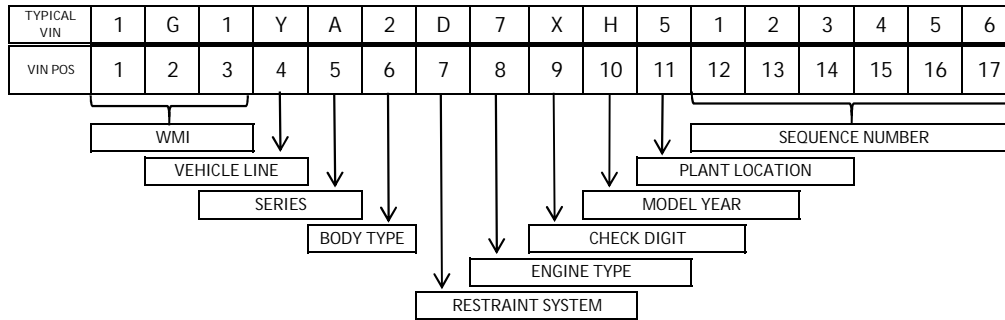 TYPICAL VIN 1 G 1 Y A 2 D 7 X H 5 1 2 3 4 5 6
VIN POS 1 2 3 4 5 6 7 8 9 10 11 12 13 14 15 16 17
WMI SEQUENCE NUMBER
VEHICLE LINE PLANT LOCATION
SERIES MODEL YEAR
BODY TYPE CHECK DIGIT
ENGINE TYPE
RESTRAINT SYSTEM